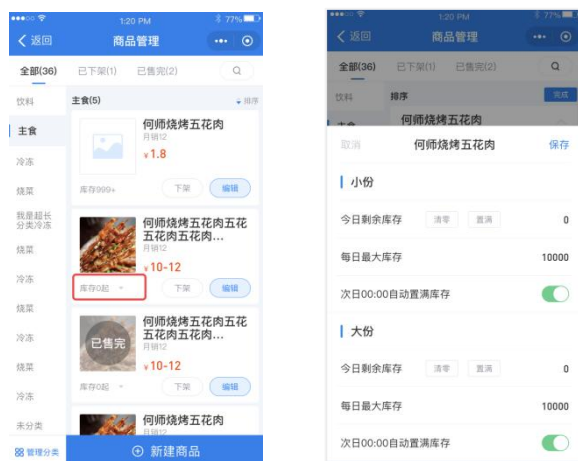 1:20 PM
77%
返回
商品管理
全部(36)
已下架(1)
已售完(2)
饮料
主食
冷冻
烧菜
我是超长
分类冷冻
烧菜
冷冻
烧菜
冷冻
烧菜
冷冻
未分类
管理分类
主食(5)
排序
何师烧烤五花肉
月销12
¥1.8
库存999+
下架
编辑
何师烧烤五花肉五花
五花肉五花肉...
月销12
¥10-12
库存0起
下架
编辑
已售完
何师烧烤五花肉五花
五花肉五花肉...
月销12
¥10-12
库存0起
下架
编辑
何师烧烤五花肉
月销12
新建商品
1:20 PM
77%
返回
商品管理
全部(36)
已下架(1)
已售完(2)
饮料
排序
完成
何师烧烤五花肉
取消
何师烧烤五花肉
保存
小份
今日剩余库存
清零
置满
0
每日最大库存
10000
次日00:00自动置满库存
大份
今日剩余库存
清零
置满
0
每日最大库存
10000
次日00:00自动置满库存